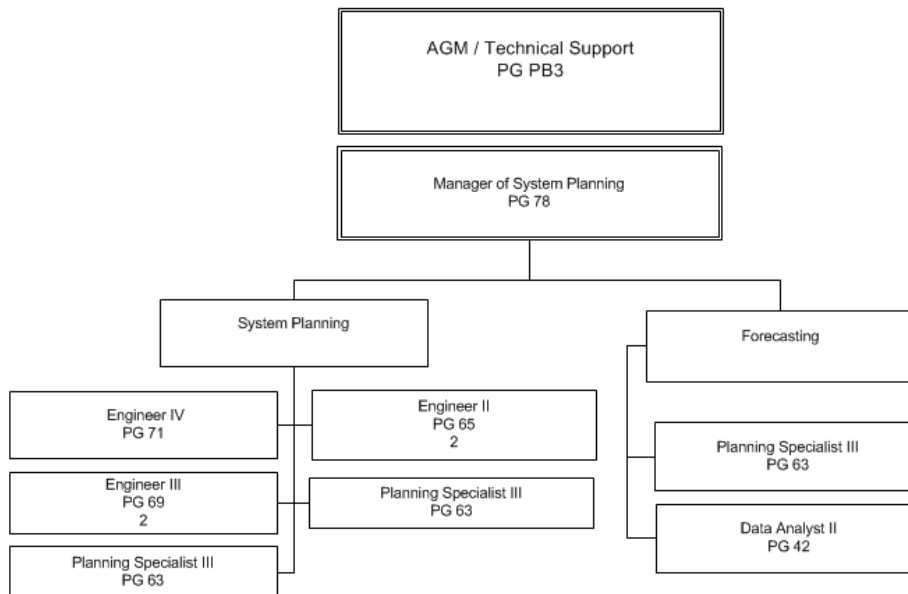 AGM / Technical Support
PG PB3
Manager of System Planning
PG 78
System Planning
Forecasting
Engineer IV
PG 71
Engineer II
PG 65
2
Engineer III
PG 69
2
Planning Specialist III
PG 63
Planning Specialist III
PG 63
Planning Specialist III
PG 63
Data Analyst II
PG 42